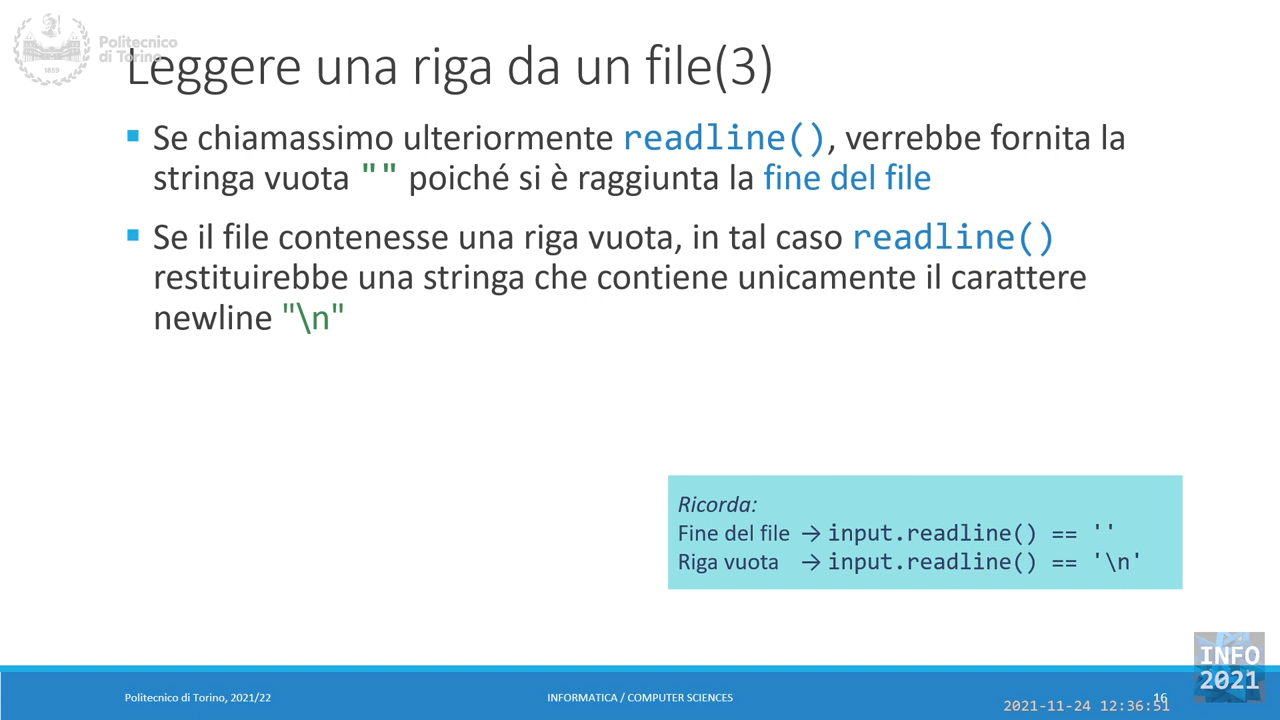 Politecnico
di Torino
1859
Leggere una riga da un file(3)
Se chiamassimo ulteriormente readline(), verrebbe fornita la
stringa vuota "" poiché si è raggiunta la fine del file
Se il file contenesse una riga vuota, in tal caso readline()
restituirebbe una stringa che contiene unicamente il carattere
newline "\n"
Ricorda:
Fine del file → input.readline() == ''
Riga vuota → input.readline() == '\n'
INFO
2021
Politecnico di Torino, 2021/22
INFORMATICA / COMPUTER SCIENCES
16
2021-11-24 12:36:51